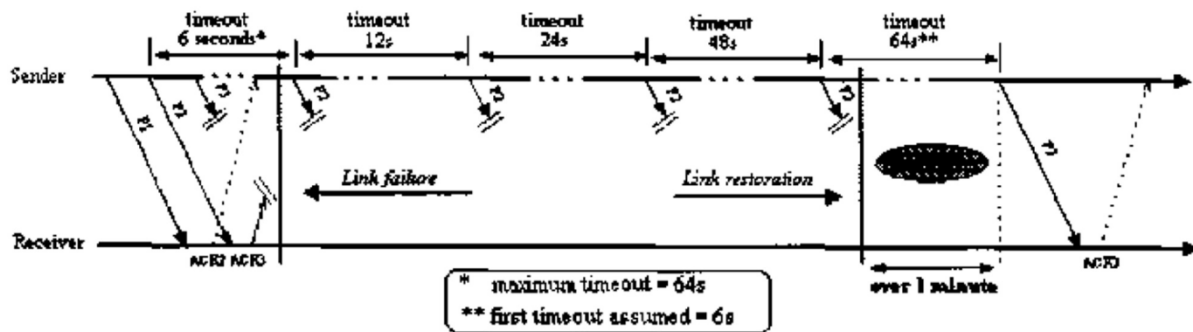 timeout
6 seconds*
timeout
12s
timeout
24s
timeout
48s
timeout
64s**
Sender
P1
Link failure
Link restoration
Receiver
ACK2 ACK3
ACK3
over 1 minute
* maximum timeout = 64s
** first timeout assumed = 6s